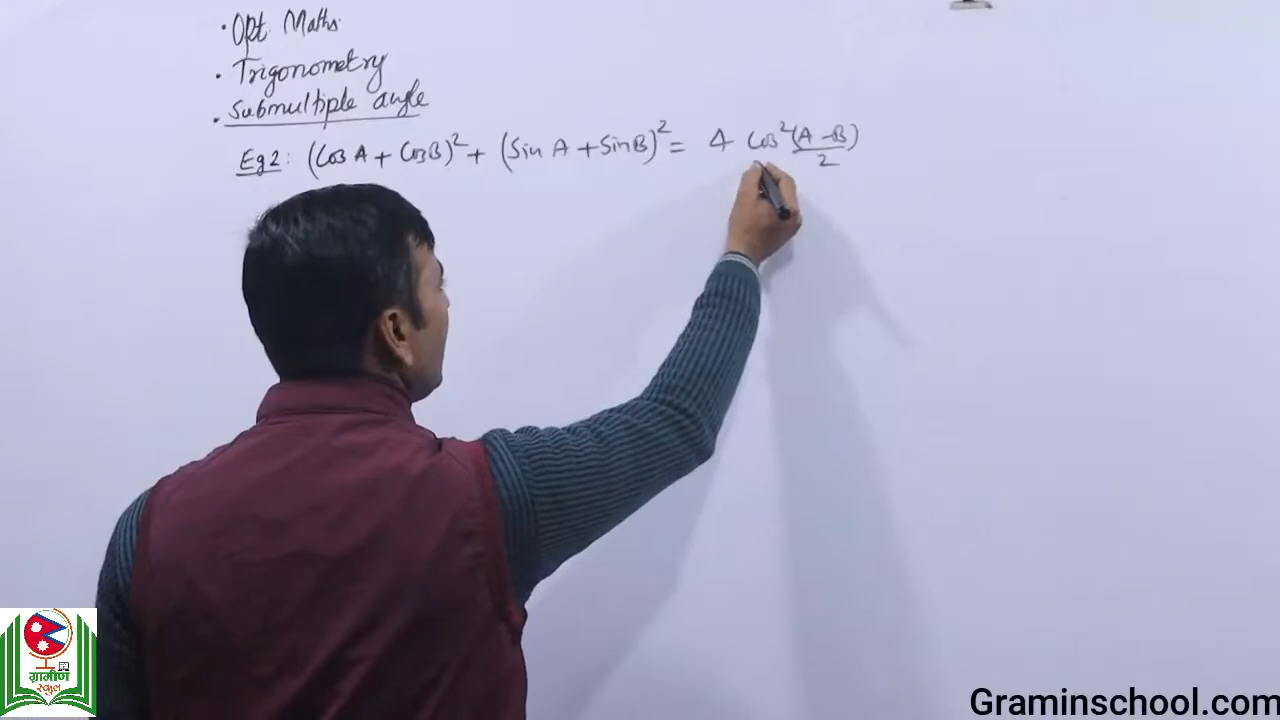 · Opt. Maths.
· Trigonometry
· Submultiple angle
Eg 2: (Cos A + Cos B)² + (Sin A + Sin B)² = 4 Cos² (A - B)/2
ग्रामीण
स्कुल
Graminschool.com